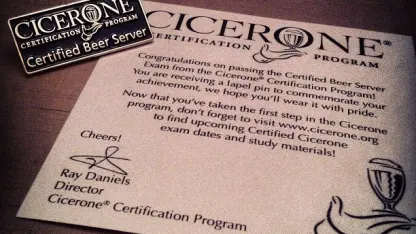 CICERONE
CERTIFICATION PROGRAM
Certified Beer Server
CICERONE®
CERTIFICATION PROGRAM
Congratulations on passing the Certified Beer Server
Exam from the Cicerone® Certification Program!
You are receiving a lapel pin to commemorate your
achievement, we hope you'll wear it with pride.
Now that you've taken the first step in the Cicerone
program, don't forget to visit www.cicerone.org
to find upcoming Certified Cicerone
exam dates and study materials!
Cheers!
Ray Daniels
Director
Cicerone® Certification Program